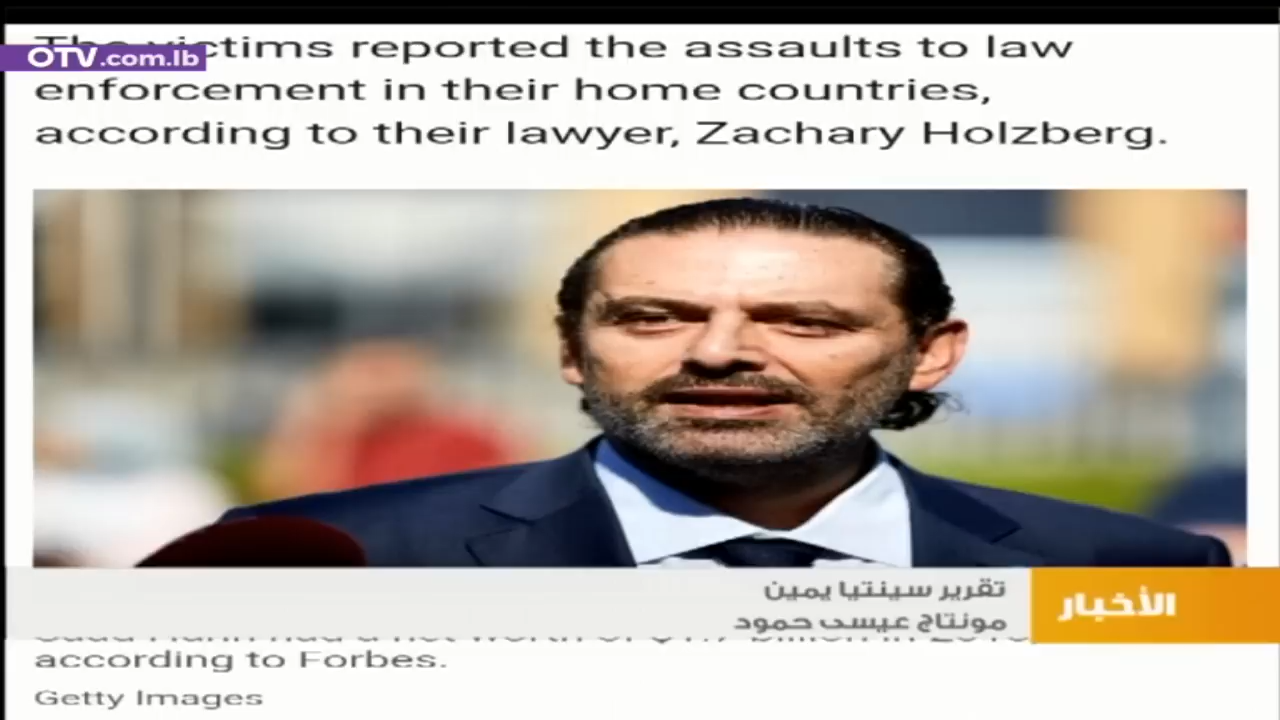 The victims reported the assaults to law
OTV.com.lb
enforcement in their home countries,
according to their lawyer, Zachary Holzberg.
تقرير سينتيا يمين
الأخبار
مونتاج عيسى حمود
according to Forbes.
Getty Images